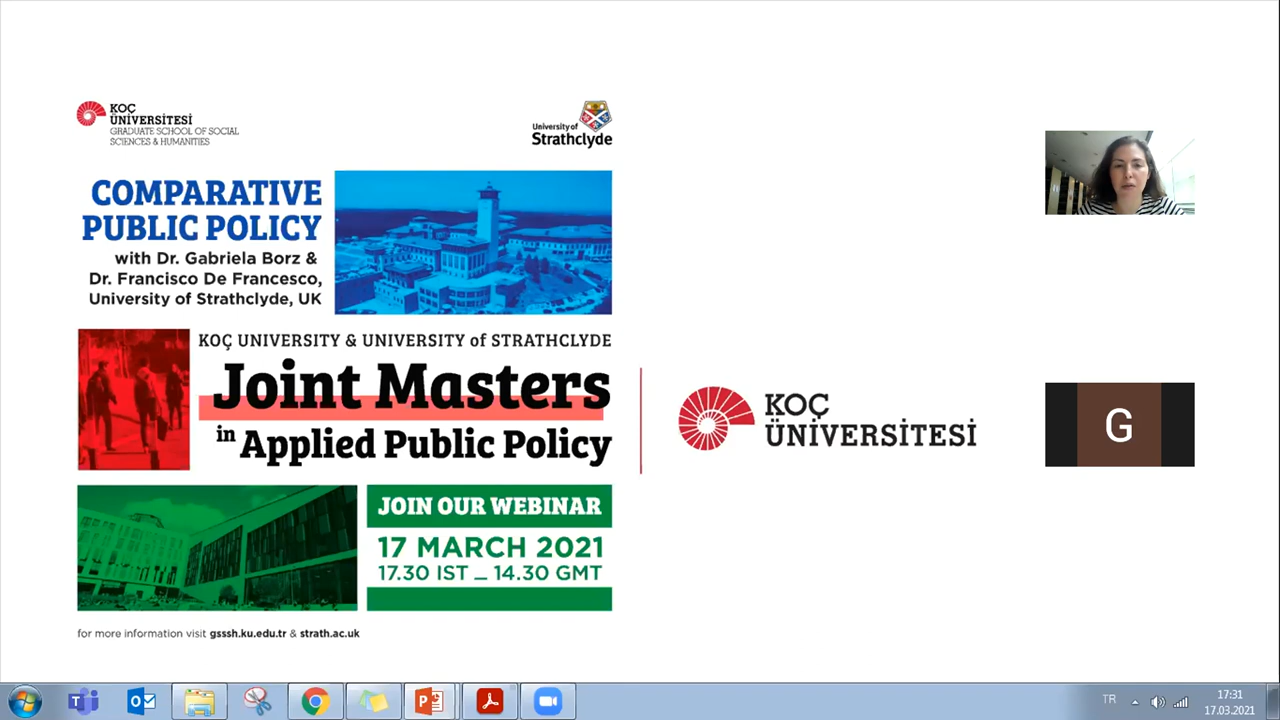 KOÇ
ÜNİVERSİTESİ
GRADUATE SCHOOL OF SOCIAL
SCIENCES & HUMANITIES
University of
Strathclyde
COMPARATIVE
PUBLIC POLICY
with Dr. Gabriela Borz &
Dr. Francisco De Francesco,
University of Strathclyde, UK
KOÇ UNIVERSITY & UNIVERSITY of STRATHCLYDE
Joint Masters
in Applied Public Policy
JOIN OUR WEBINAR
17 MARCH 2021
17.30 IST _ 14.30 GMT
for more information visit gsssh.ku.edu.tr & strath.ac.uk
KOÇ
ÜNİVERSİTESİ
G
TR
17:31
17.03.2021